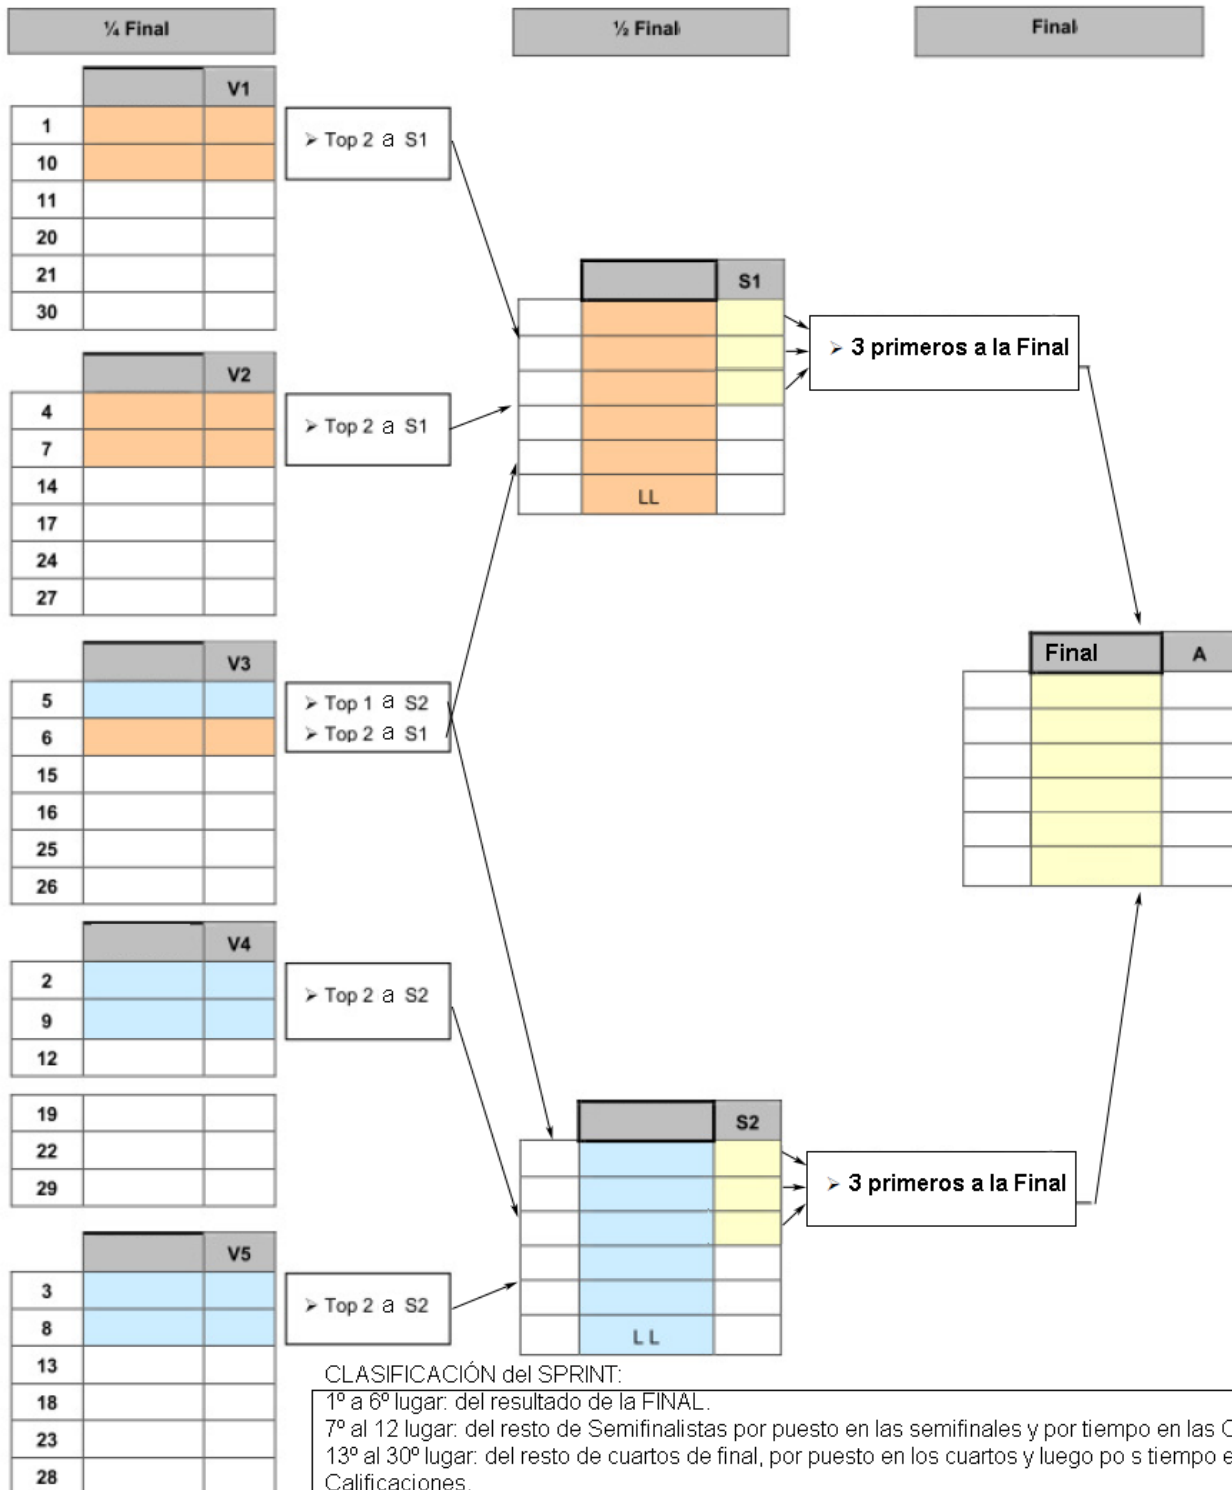 ¼ Final
½ Final
Final
V1
1
10
11
20
21
30
➢ Top 2 a S1
V2
4
7
14
17
24
27
➢ Top 2 a S1
V3
5
6
15
16
25
26
➢ Top 1 a S2
➢ Top 2 a S1
V4
2
9
12
19
22
29
➢ Top 2 a S2
V5
3
8
13
18
23
28
➢ Top 2 a S2
S1
LL
➢ 3 primeros a la Final
S2
L L
➢ 3 primeros a la Final
Final A
CLASIFICACIÓN del SPRINT:
1º a 6º lugar: del resultado de la FINAL.
7º al 12 lugar: del resto de Semifinalistas por puesto en las semifinales y por tiempo en las
13º al 30º lugar: del resto de cuartos de final, por puesto en los cuartos y luego po s tiempo
Calificaciones.